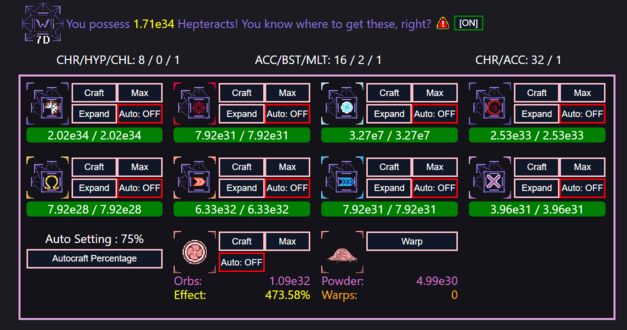 You possess 1.71e34 Hepteracts! You know where to get these, right? [ON]
W
7D
CHR/HYP/CHL: 8 / 0 / 1
ACC/BST/MLT: 16 / 2 / 1
CHR/ACC: 32 / 1
Craft Max Craft Max Craft Max Craft Max
Expand Auto: OFF Expand Auto: OFF Expand Auto: OFF Expand Auto: OFF
2.02e34 / 2.02e34 7.92e31 / 7.92e31 3.27e7 / 3.27e7 2.53e33 / 2.53e33
Craft Max Craft Max Craft Max Craft Max
Ω
Expand Auto: OFF Expand Auto: OFF Expand Auto: OFF Expand Auto: OFF
7.92e28 / 7.92e28 6.33e32 / 6.33e32 7.92e31 / 7.92e31 3.96e31 / 3.96e31
Auto Setting : 75% Craft Max Warp
Autocraft Percentage Auto: OFF
Orbs: 1.09e32 Powder: 4.99e30
Effect: 473.58% Warps: 0